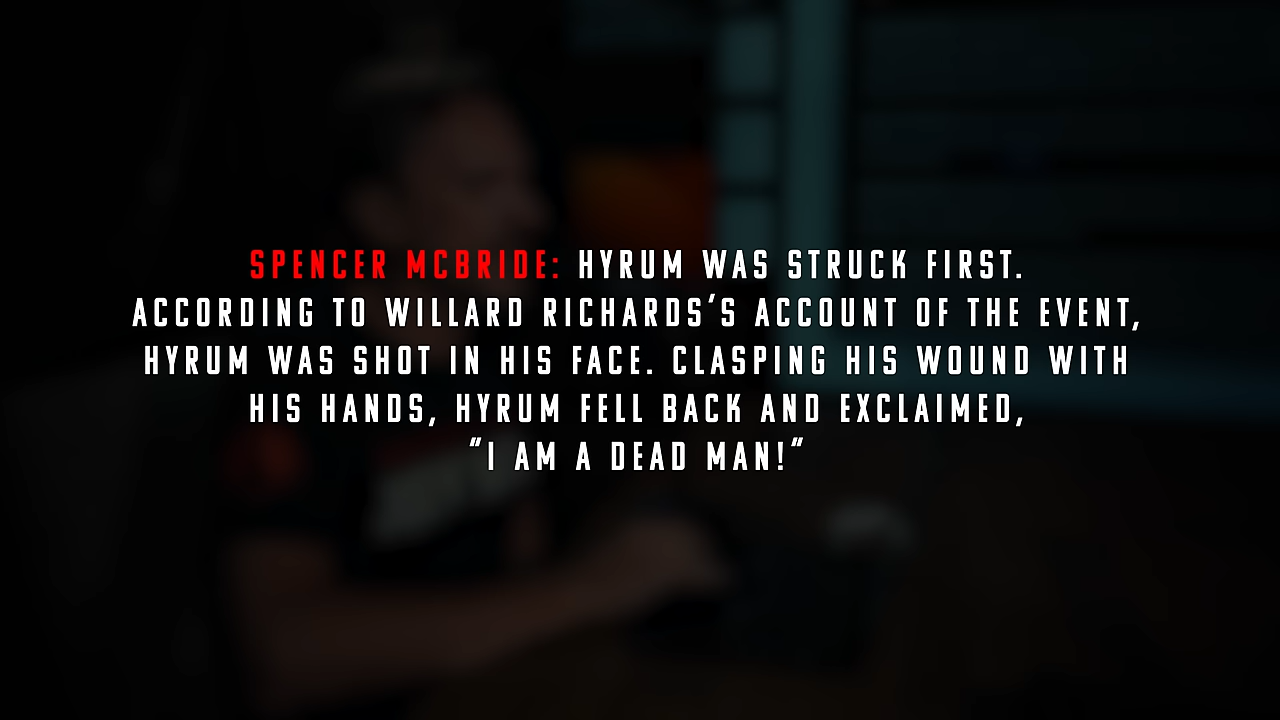 SPENCER MCBRIDE: HYRUM WAS STRUCK FIRST.
ACCORDING TO WILLARD RICHARDS'S ACCOUNT OF THE EVENT,
HYRUM WAS SHOT IN HIS FACE. CLASPING HIS WOUND WITH
HIS HANDS, HYRUM FELL BACK AND EXCLAIMED,
"I AM A DEAD MAN!"